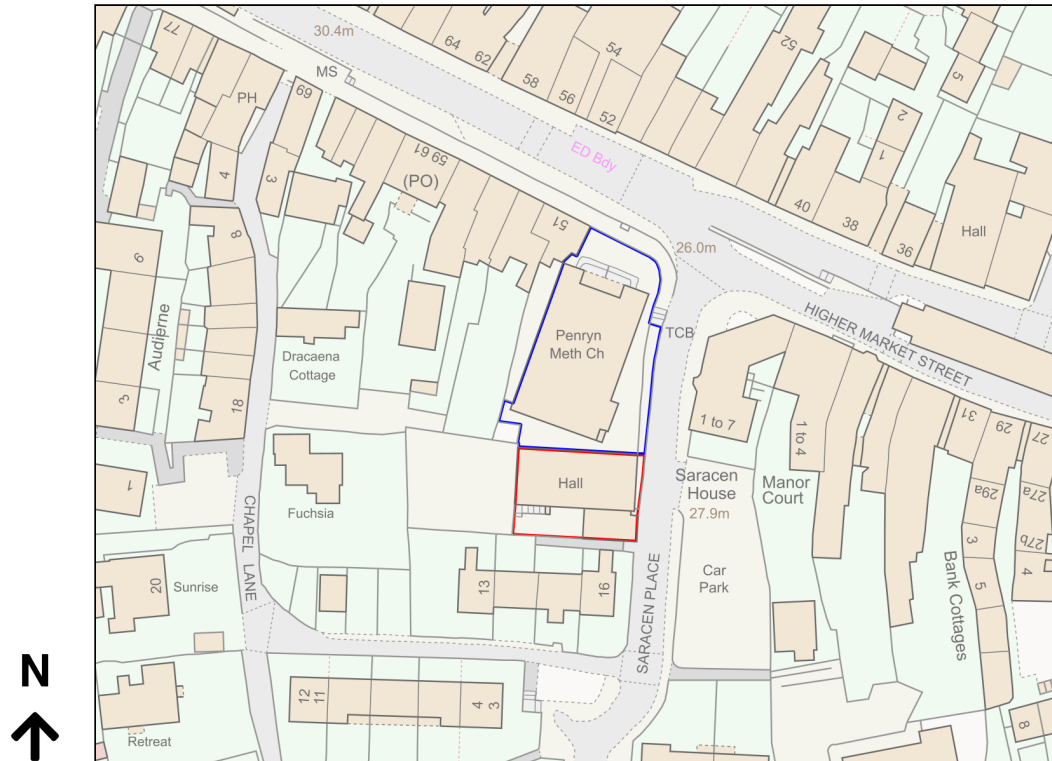 77
30.4m
MS
64
62
54
58
56
52
52
5
2
1
PH
69
59 61
(PO)
ED Bdy
4
3
40
38
36
Hall
51
26.0m
8
9
Audierne
3
18
Dracaena
Cottage
Penryn
Meth Ch
TCB
HIGHER MARKET STREET
1 to 7
1 to 4
31
29
27
1
Fuchsia
Hall
Saracen
House
27.9m
Manor
Court
29a
27a
27b
3
4
5
Bank Cottages
CHAPEL LANE
20
Sunrise
13
16
SARACEN PLACE
Car
Park
N
12
11
4
3
8
Retreat